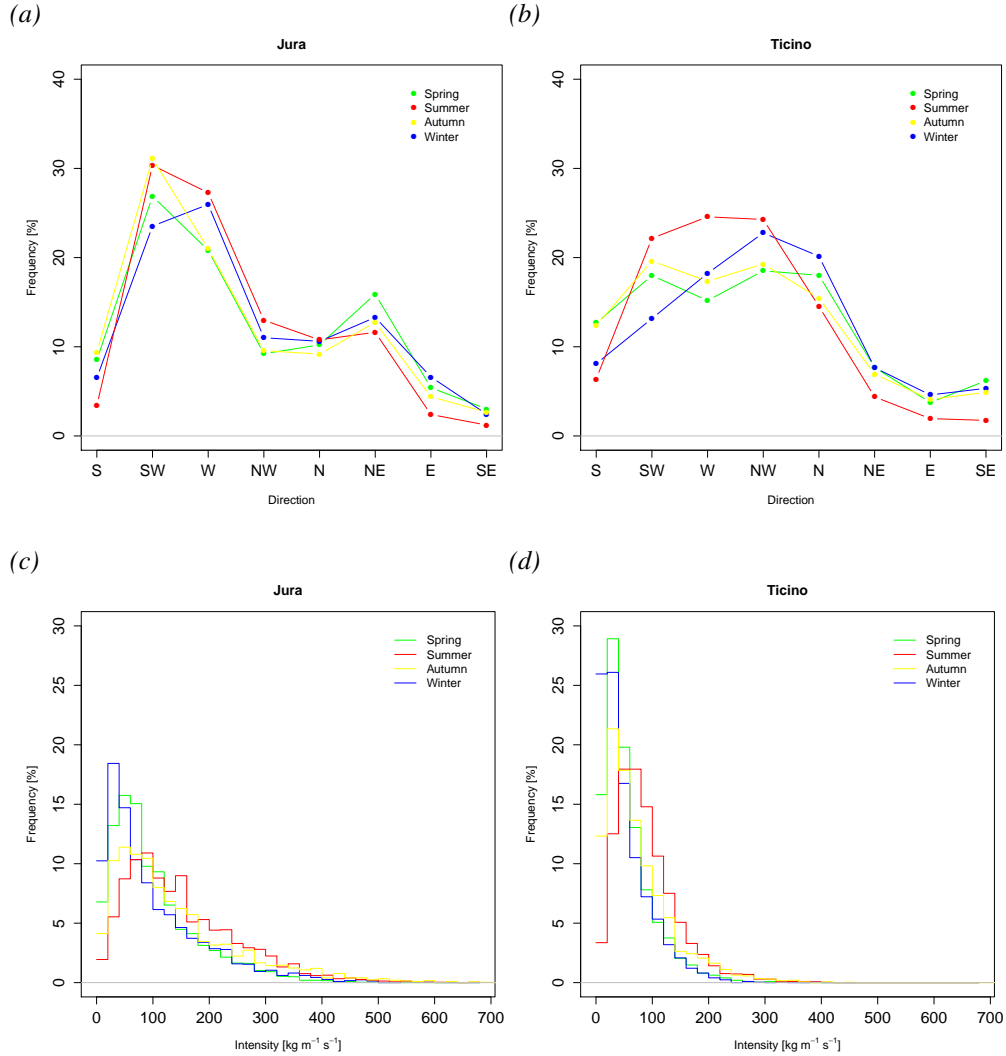 (a)
Jura
Frequency [%]
40
30
20
10
0
Spring
Summer
Autumn
Winter
S SW W NW N NE E SE
Direction
(b)
Ticino
Frequency [%]
40
30
20
10
0
Spring
Summer
Autumn
Winter
S SW W NW N NE E SE
Direction
(c)
Jura
Frequency [%]
30
25
20
15
10
5
0
Spring
Summer
Autumn
Winter
0 100 200 300 400 500 600 700
Intensity [kg m⁻¹ s⁻¹]
(d)
Ticino
Frequency [%]
30
25
20
15
10
5
0
Spring
Summer
Autumn
Winter
0 100 200 300 400 500 600 700
Intensity [kg m⁻¹ s⁻¹]